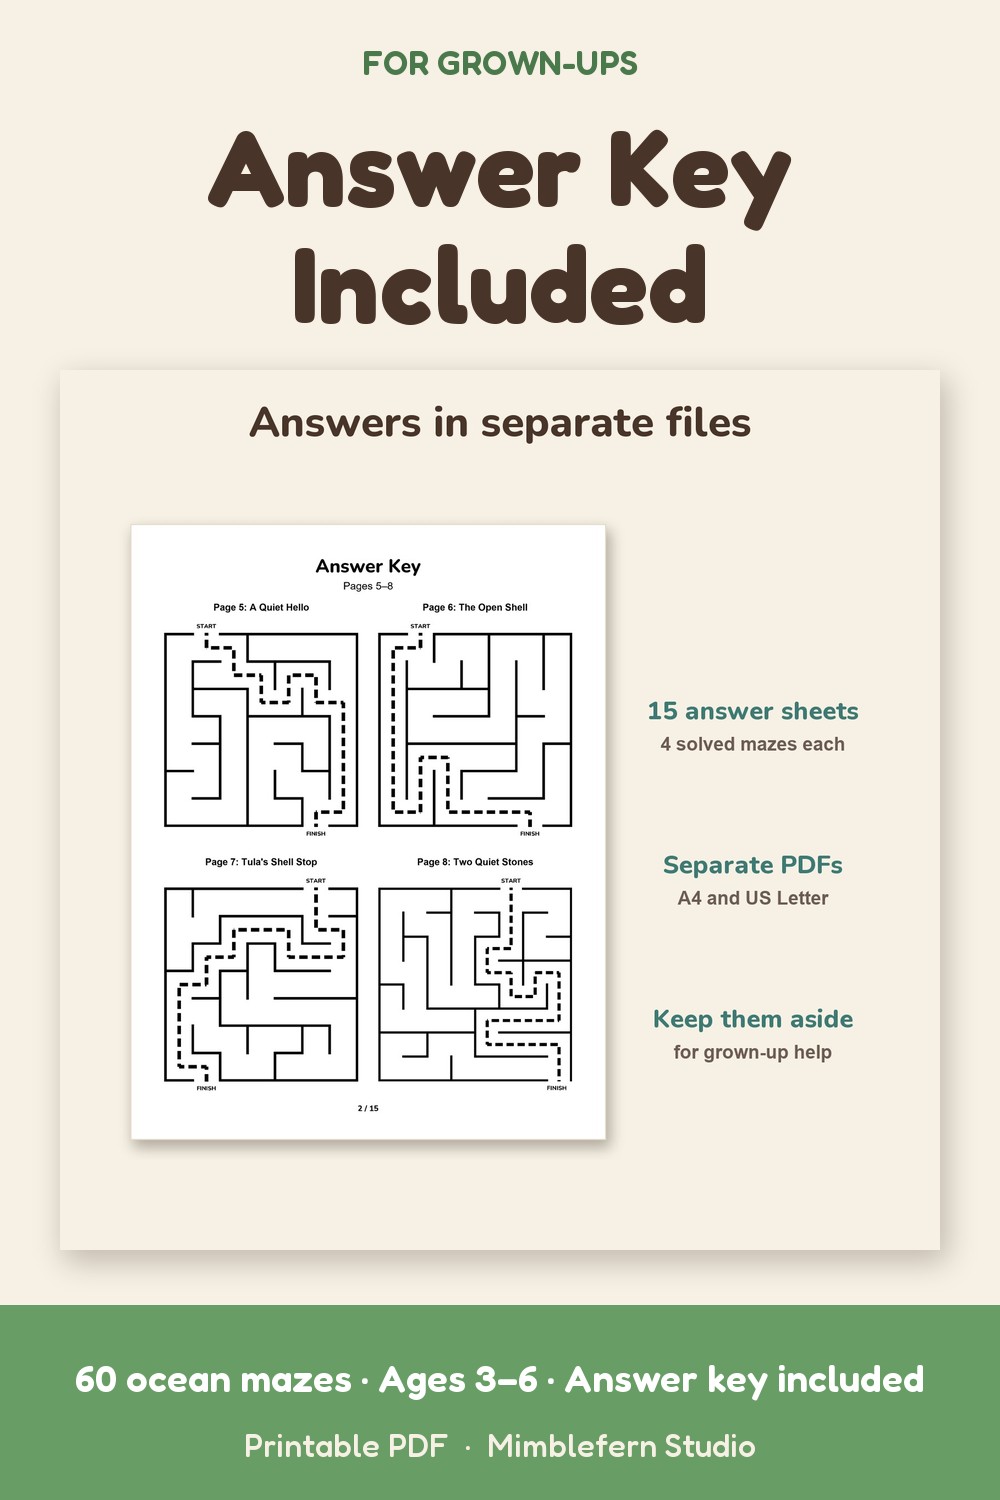 FOR GROWN-UPS
Answer Key
Included
Answers in separate files
Answer Key
Pages 5–8
Page 5: A Quiet Hello
START
FINISH
Page 6: The Open Shell
START
FINISH
Page 7: Tula's Shell Stop
START
FINISH
Page 8: Two Quiet Stones
START
FINISH
2 / 15
15 answer sheets
4 solved mazes each
Separate PDFs
A4 and US Letter
Keep them aside
for grown-up help
60 ocean mazes · Ages 3–6 · Answer key included
Printable PDF · Mimblefern Studio